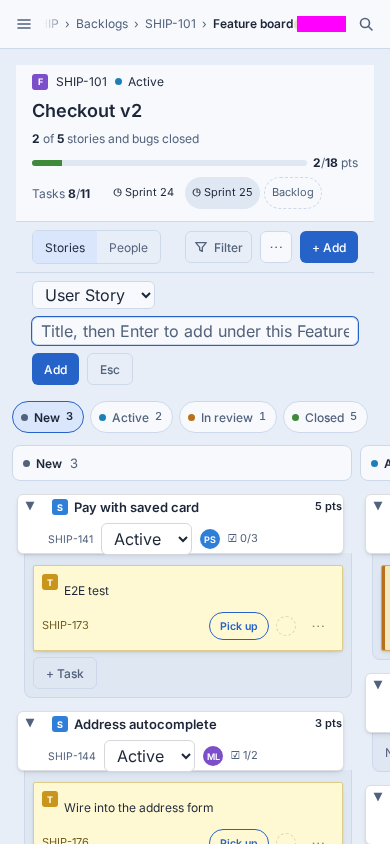 IP › Backlogs › SHIP-101 › Feature board
F SHIP-101 Active
Checkout v2
2 of 5 stories and bugs closed
2/18 pts
Tasks 8/11 Sprint 24 Sprint 25 Backlog
Stories People Filter ... + Add
User Story
Title, then Enter to add under this Feature
Add Esc
New 3 Active 2 In review 1 Closed 5
New 3
S Pay with saved card 5 pts
SHIP-141 Active PS 0/3
T E2E test
SHIP-173 Pick up ...
+ Task
S Address autocomplete 3 pts
SHIP-144 Active ML 1/2
T Wire into the address form
SHIP-176 Pick up ...